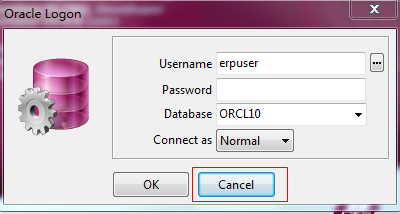 Oracle Logon
Username erpuser
Password
Database ORCL10
Connect as Normal
OK Cancel